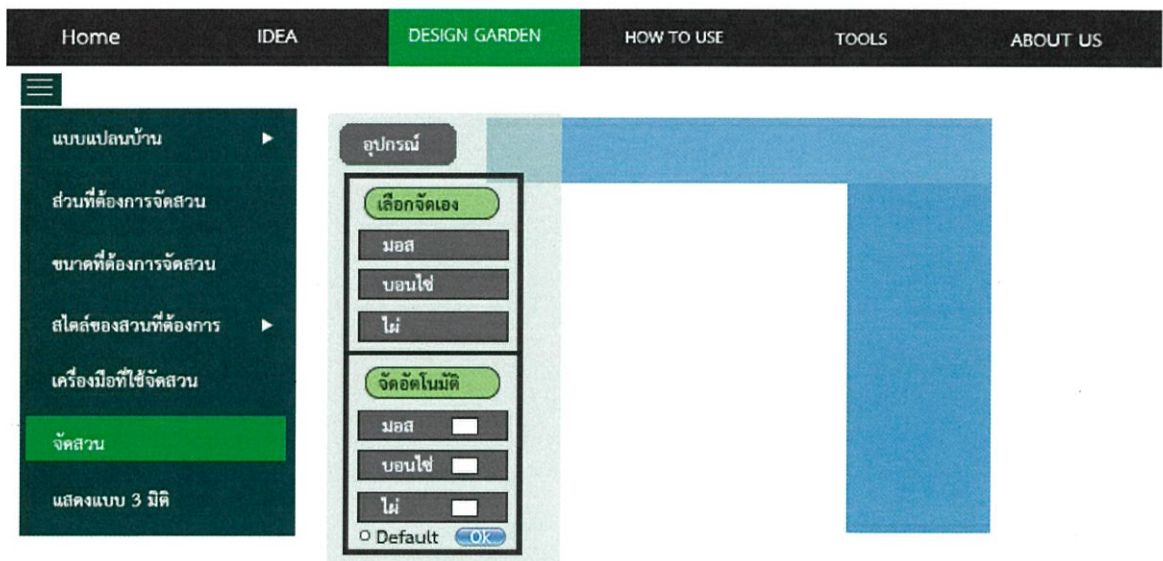 Home IDEA DESIGN GARDEN HOW TO USE TOOLS ABOUT US
แบบแปลนบ้าน
ส่วนที่ต้องการจัดสวน
ขนาดที่ต้องการจัดสวน
สไตล์ของสวนที่ต้องการ
เครื่องมือที่ใช้จัดสวน
จัดสวน
แสดงแบบ 3 มิติ
อุปกรณ์
เลือกจัดเอง
มอส
บอนไซ่
ไผ่
จัดอัตโนมัติ
มอส
บอนไซ่
ไผ่
Default Ok